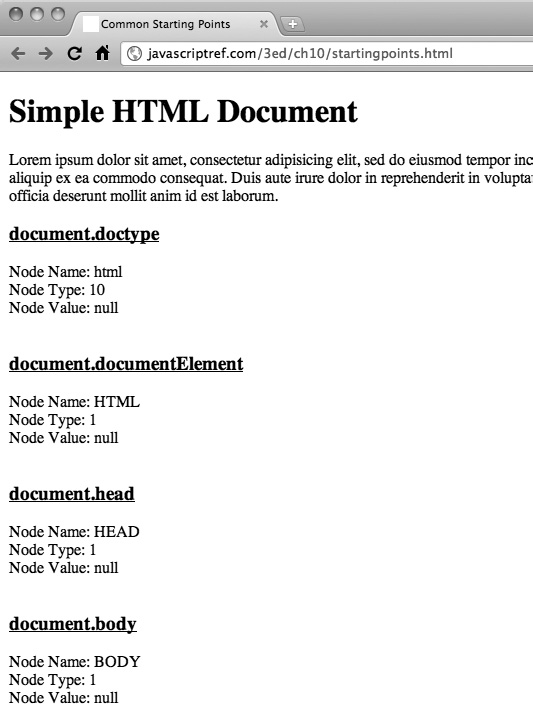 Common Starting Points
javascriptref.com/3ed/ch10/startingpoints.html
Simple HTML Document
Lorem ipsum dolor sit amet, consectetur adipisicing elit, sed do eiusmod tempor inc
aliquip ex ea commodo consequat. Duis aute irure dolor in reprehenderit in volupta
officia deserunt mollit anim id est laborum.
document.doctype
Node Name: html
Node Type: 10
Node Value: null
document.documentElement
Node Name: HTML
Node Type: 1
Node Value: null
document.head
Node Name: HEAD
Node Type: 1
Node Value: null
document.body
Node Name: BODY
Node Type: 1
Node Value: null